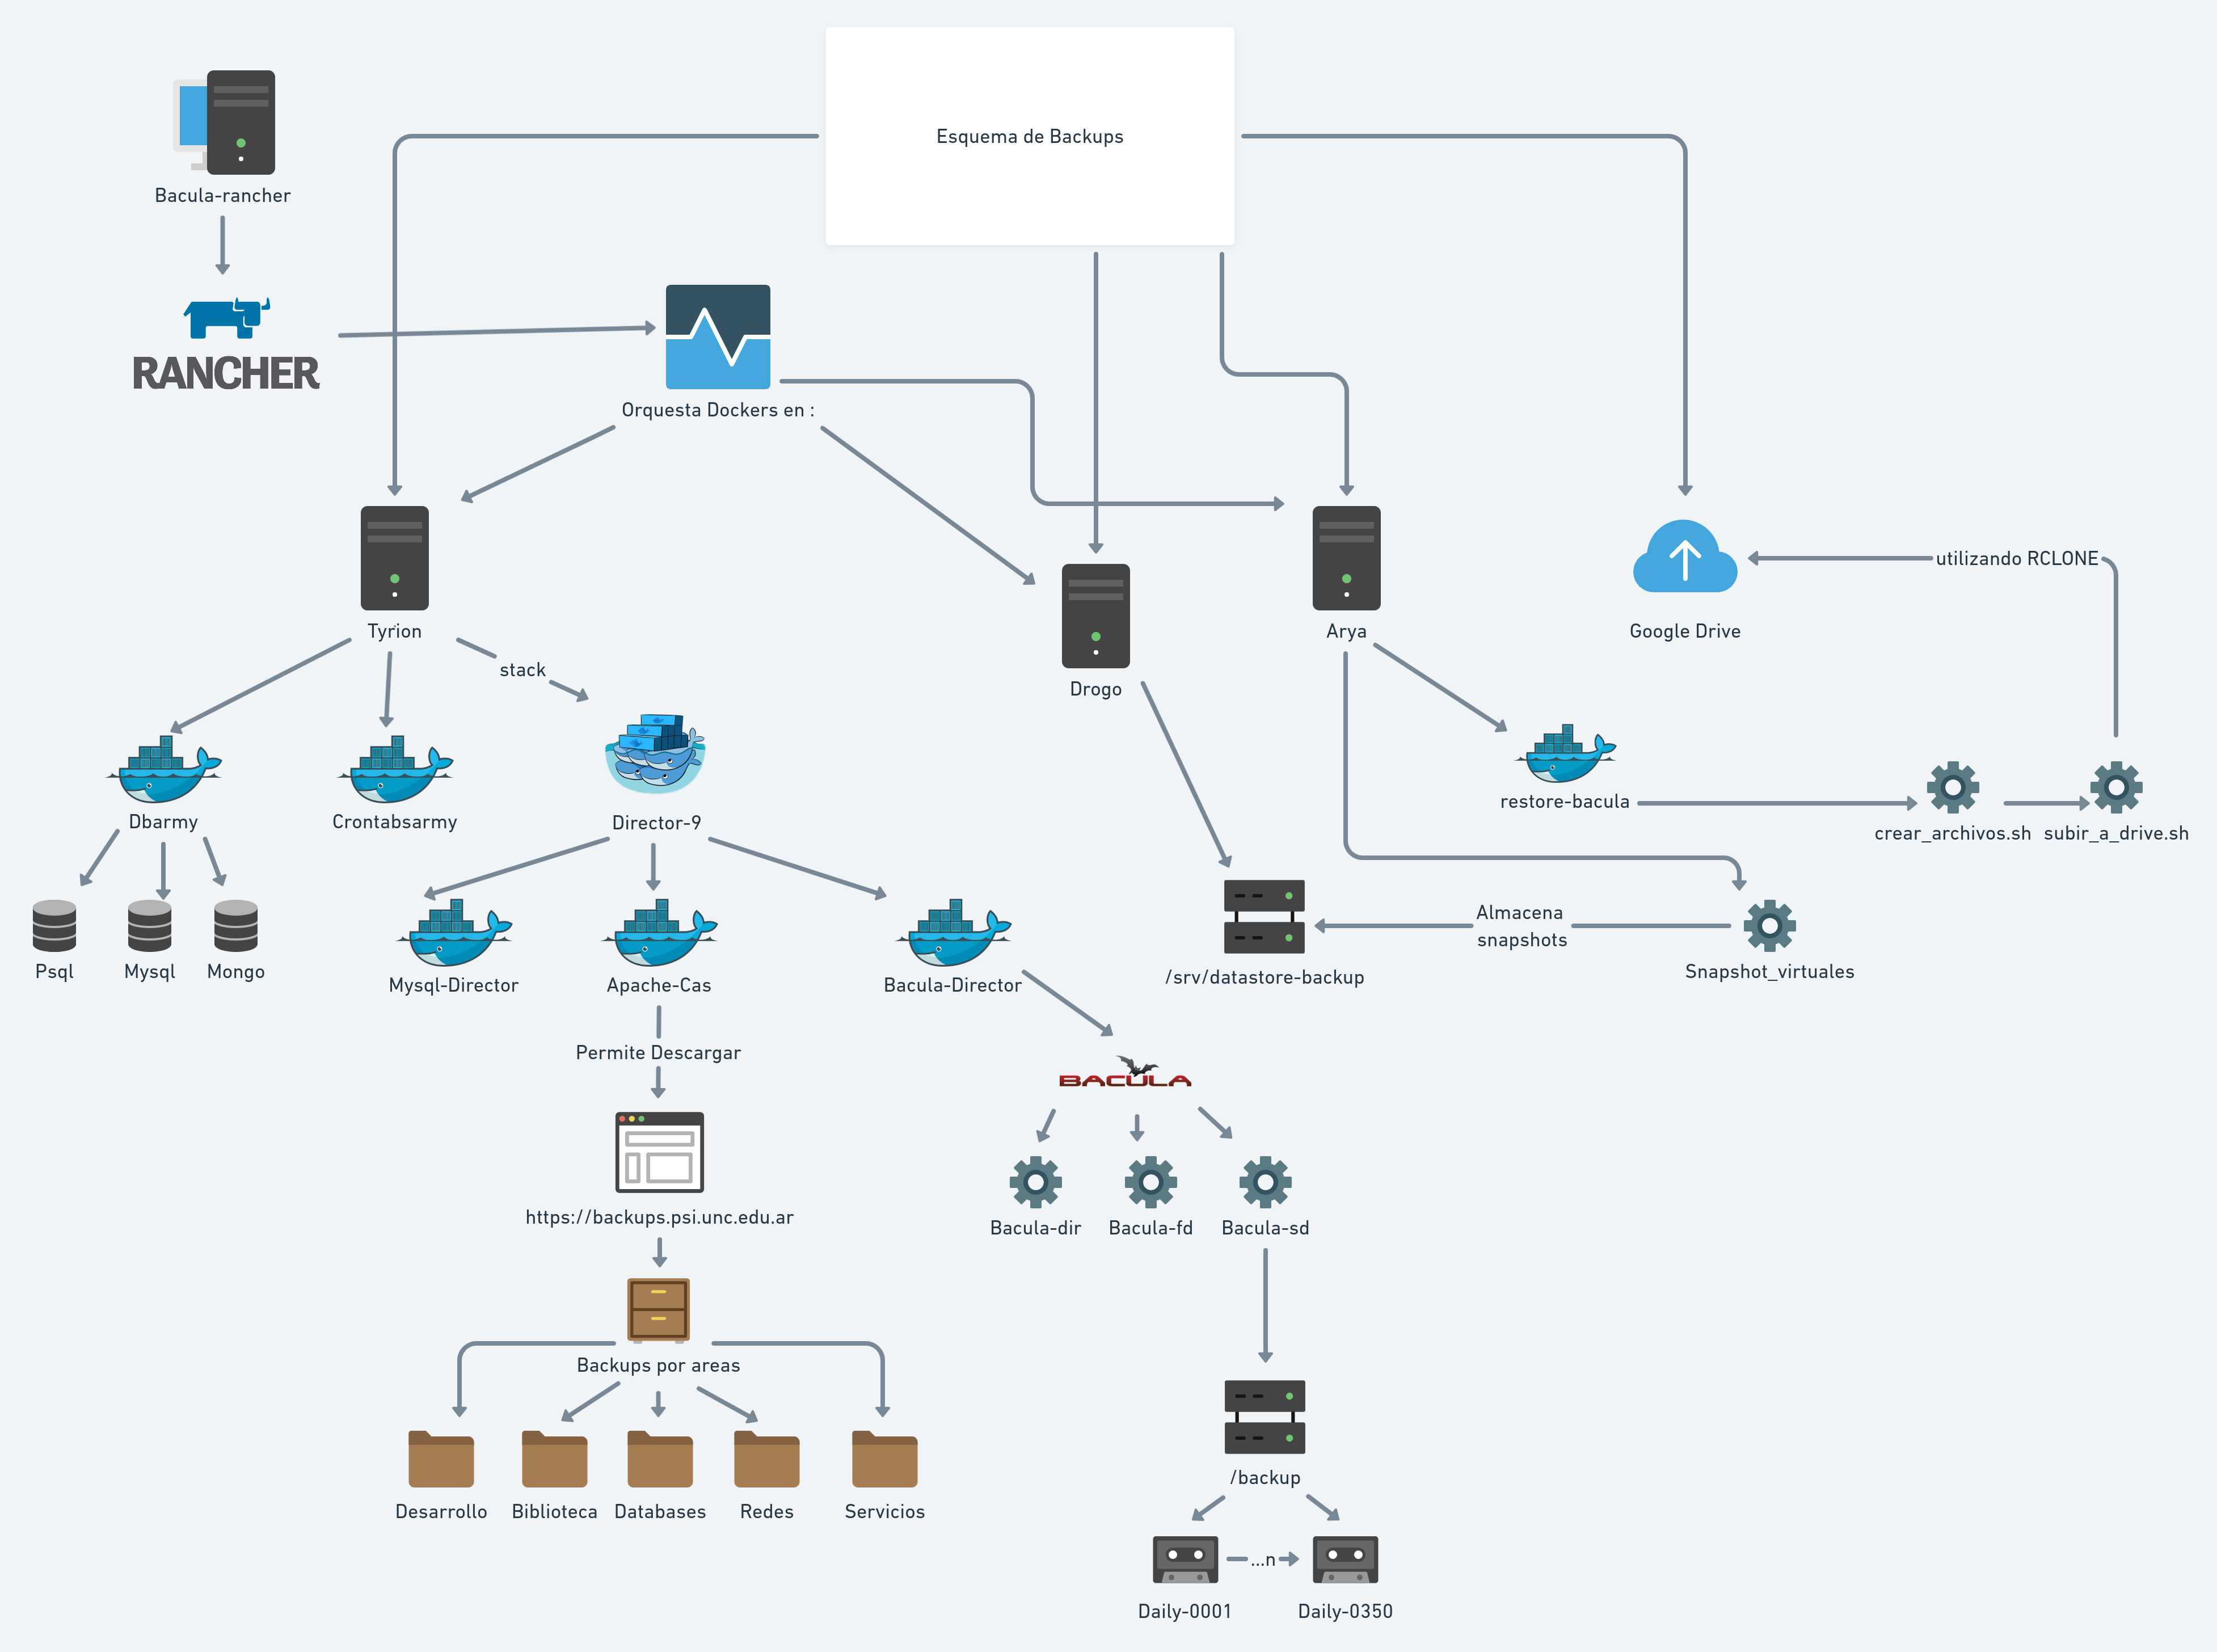 Esquema de Backups
Bacula-rancher
RANCHER
Orquesta Dockers en :
utilizando RCLONE
Tyrion
Arya
Google Drive
stack
Drogo
restore-bacula
Dbarmy
Crontabsarmy
Director-9
crear_archivos.sh
subir_a_drive.sh
Almacena
snapshots
Psql
Mysql
Mongo
Mysql-Director
Apache-Cas
Bacula-Director
/srv/datastore-backup
Snapshot_virtuales
Permite Descargar
BACULA
https://backups.psi.unc.edu.ar
Bacula-dir
Bacula-fd
Bacula-sd
Backups por areas
/backup
Desarrollo
Biblioteca
Databases
Redes
Servicios
...n
Daily-0001
Daily-0350